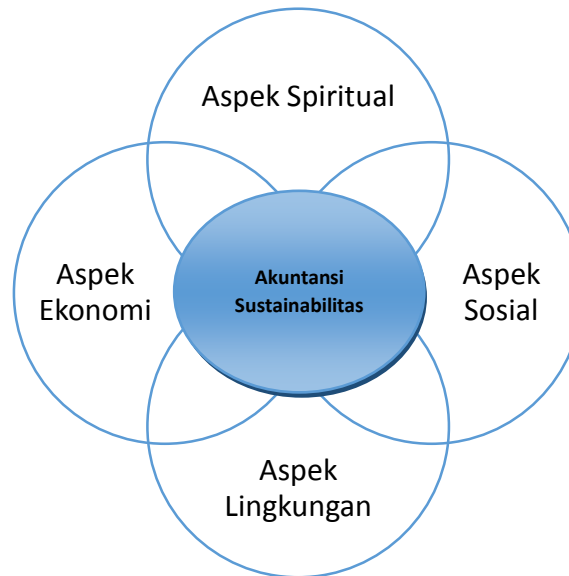 Aspek Spiritual
Aspek
Ekonomi
Akuntansi
Sustainabilitas
Aspek
Sosial
Aspek
Lingkungan